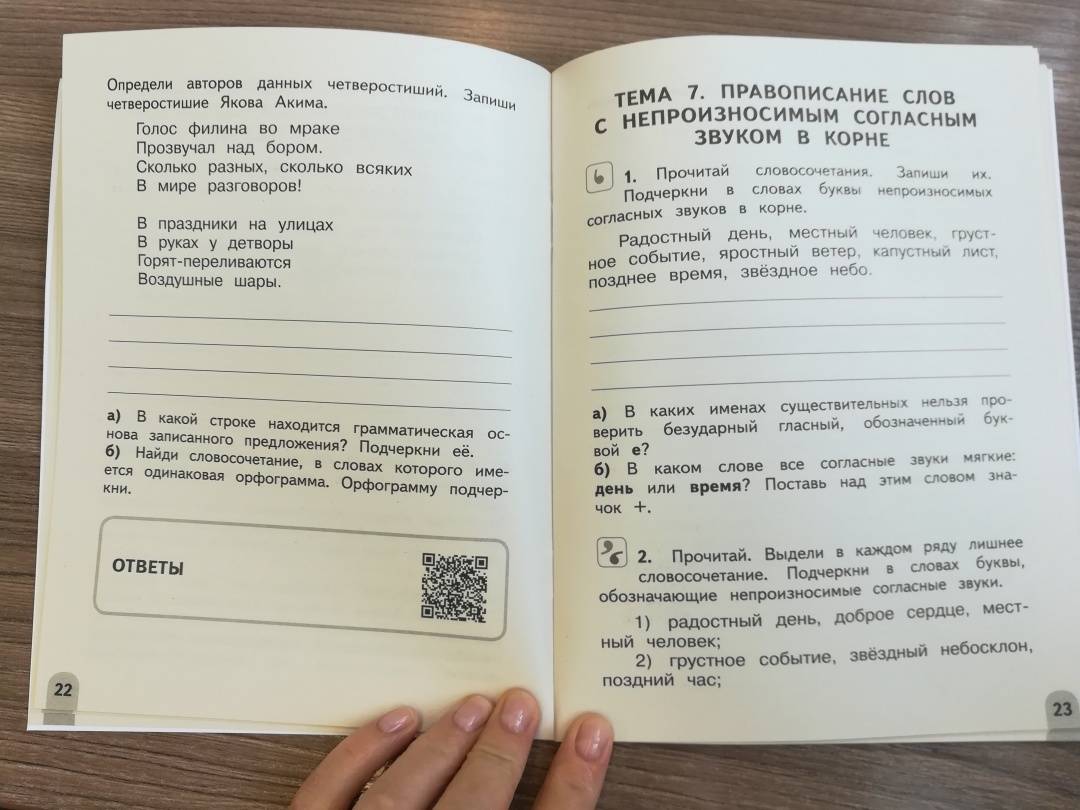 Определи авторов данных четверостиший. Запиши
четверостишие Якова Акима.
Голос филина во мраке
Прозвучал над бором.
Сколько разных, сколько всяких
В мире разговоров!
В праздники на улицах
В руках у детворы
Горят-переливаются
Воздушные шары.
а) В какой строке находится грамматическая ос-
нова записанного предложения? Подчеркни её.
б) Найди словосочетание, в словах которого име-
ется одинаковая орфограмма. Орфограмму подчер-
кни.
ОТВЕТЫ
22
ТЕМА 7. ПРАВОПИСАНИЕ СЛОВ
С НЕПРОИЗНОСИМЫМ СОГЛАСНЫМ
ЗВУКОМ В КОРНЕ
1. Прочитай словосочетания. Запиши их.
Подчеркни в словах буквы непроизносимых
согласных звуков в корне.
Радостный день, местный человек, груст-
ное событие, яростный ветер, капустный лист,
позднее время, звёздное небо.
а) В каких именах существительных нельзя про-
верить безударный гласный, обозначенный бук-
вой е?
б) В каком слове все согласные звуки мягкие:
день или время? Поставь над этим словом зна-
чок +.
2. Прочитай. Выдели в каждом ряду лишнее
словосочетание. Подчеркни в словах буквы,
обозначающие непроизносимые согласные звуки.
1) радостный день, доброе сердце, мест-
ный человек;
2) грустное событие, звёздный небосклон,
поздний час;
23